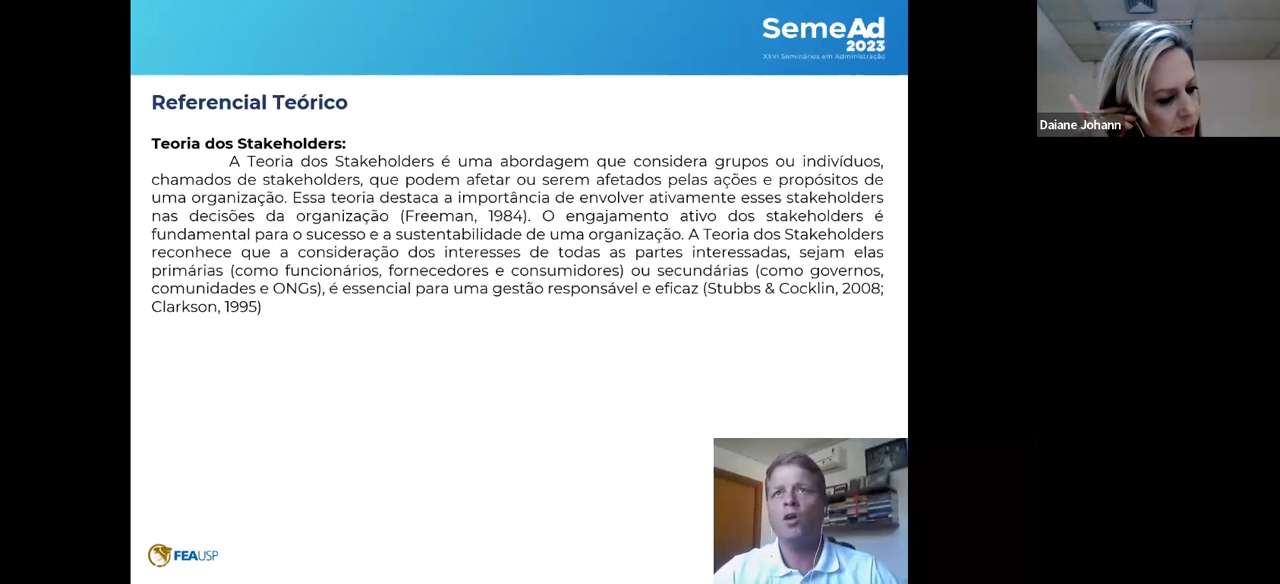 SemeAd
2023
XXVI Seminários em Administração
Daiane Johann
Referencial Teórico
Teoria dos Stakeholders:
A Teoria dos Stakeholders é uma abordagem que considera grupos ou indivíduos,
chamados de stakeholders, que podem afetar ou serem afetados pelas ações e propósitos de
uma organização. Essa teoria destaca a importância de envolver ativamente esses stakeholders
nas decisões da organização (Freeman, 1984). O engajamento ativo dos stakeholders é
fundamental para o sucesso e a sustentabilidade de uma organização. A Teoria dos Stakeholders
reconhece que a consideração dos interesses de todas as partes interessadas, sejam elas
primárias (como funcionários, fornecedores e consumidores) ou secundárias (como governos,
comunidades e ONGs), é essencial para uma gestão responsável e eficaz (Stubbs & Cocklin, 2008;
Clarkson, 1995)
FEAUSP